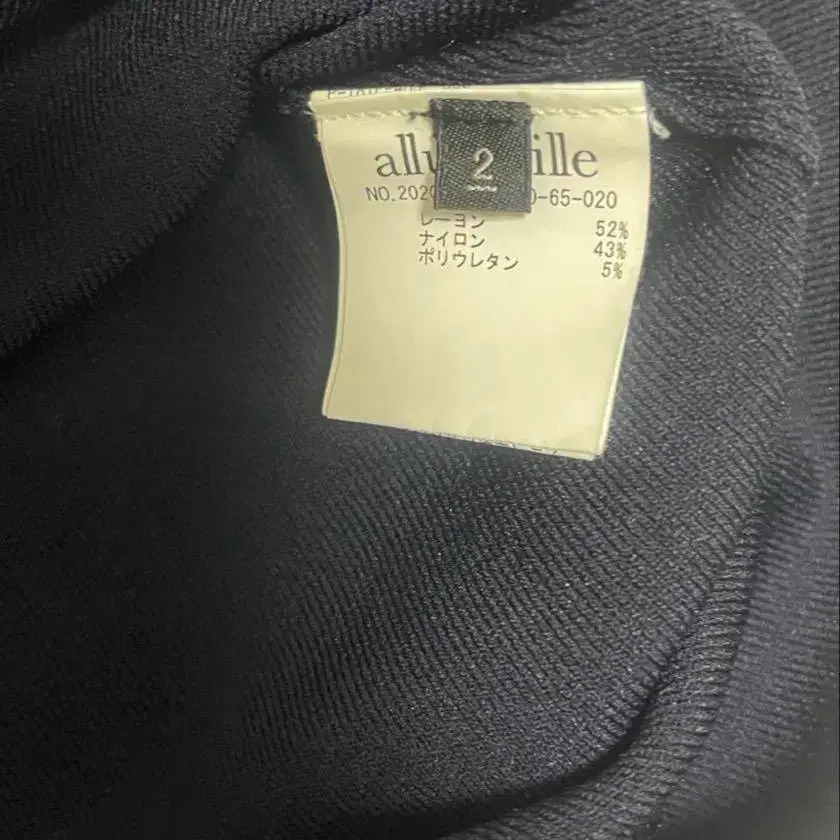 allu ille
2
NO.202 0-65-020
レーヨン 52%
ナイロン 43%
ポリウレタン 5%